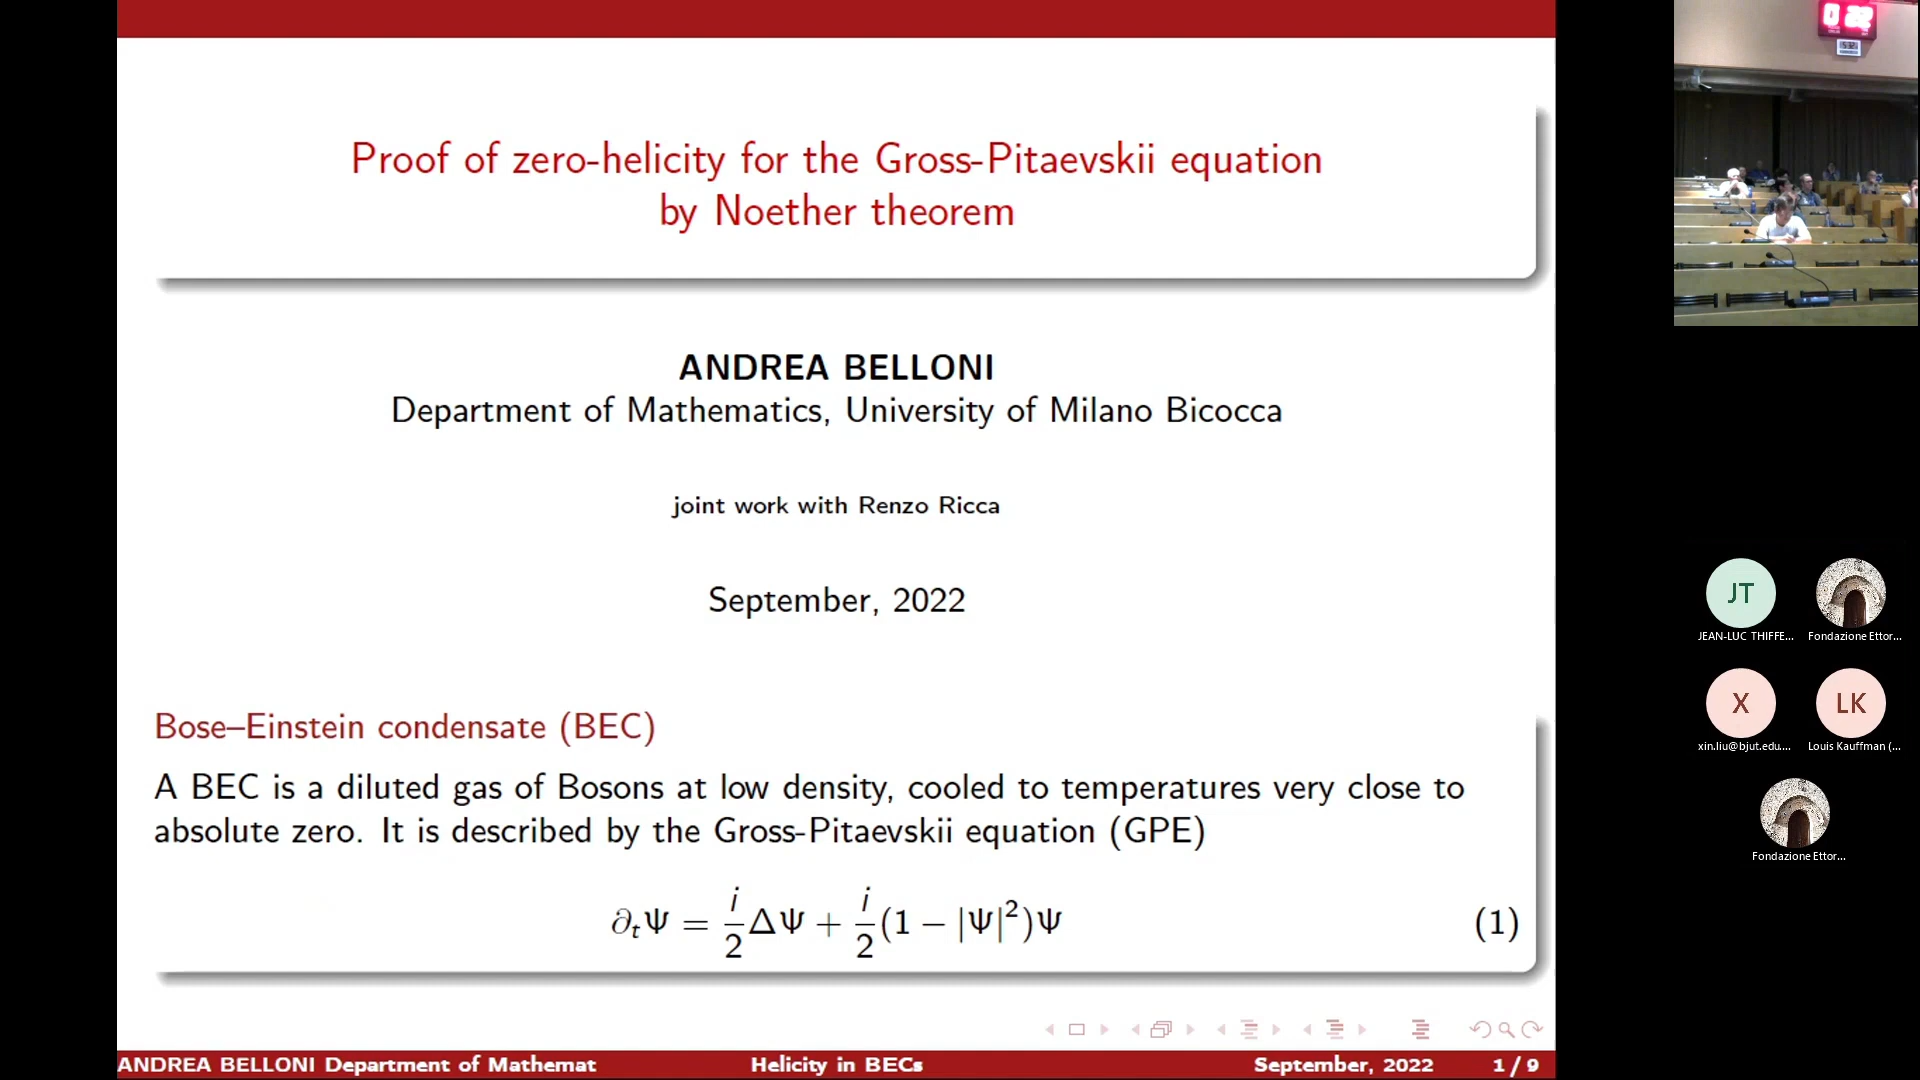 Proof of zero-helicity for the Gross-Pitaevskii equation
by Noether theorem
ANDREA BELLONI
Department of Mathematics, University of Milano Bicocca
joint work with Renzo Ricca
September, 2022
Bose–Einstein condensate (BEC)
A BEC is a diluted gas of Bosons at low density, cooled to temperatures very close to
absolute zero. It is described by the Gross-Pitaevskii equation (GPE)
∂ₜΨ = i/2 ΔΨ + i/2 (1 − |Ψ|²)Ψ (1)
ANDREA BELLONI Department of Mathemat Helicity in BECs September, 2022 1 / 9
0 22
JT
JEAN-LUC THIFFE...
Fondazione Ettor...
X
LK
xin.liu@bjut.edu....
Louis Kauffman (...
Fondazione Ettor...